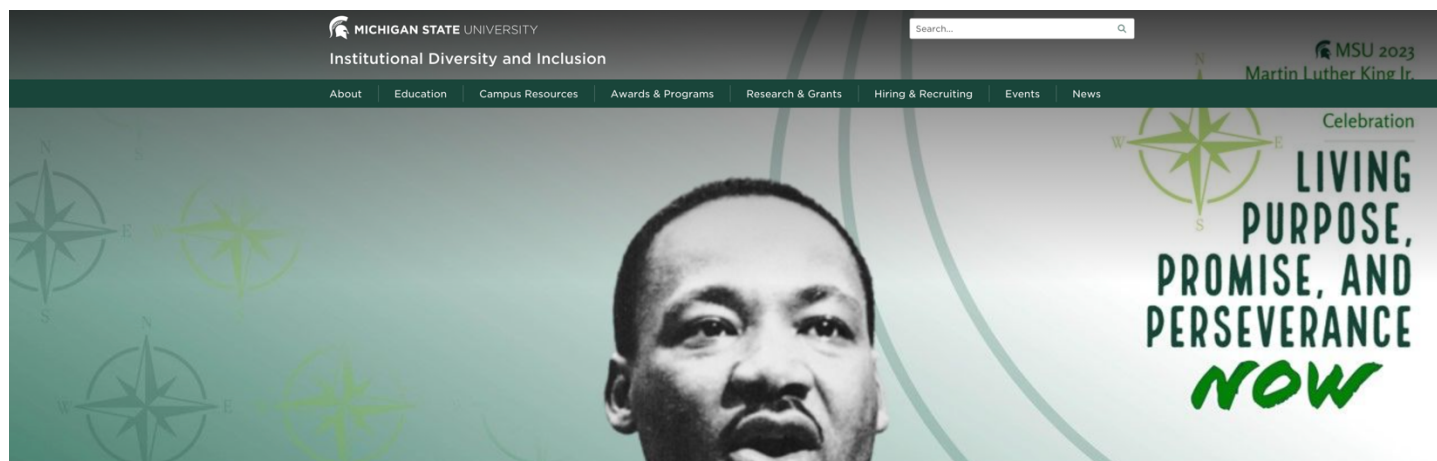 MICHIGAN STATE UNIVERSITY
Search...
Institutional Diversity and Inclusion
MSU 2023
Martin Luther King Jr.
About Education Campus Resources Awards & Programs Research & Grants Hiring & Recruiting Events News
Celebration
LIVING
PURPOSE,
PROMISE, AND
PERSEVERANCE
NOW
N
W E
S
N
E
S
W
N
W E